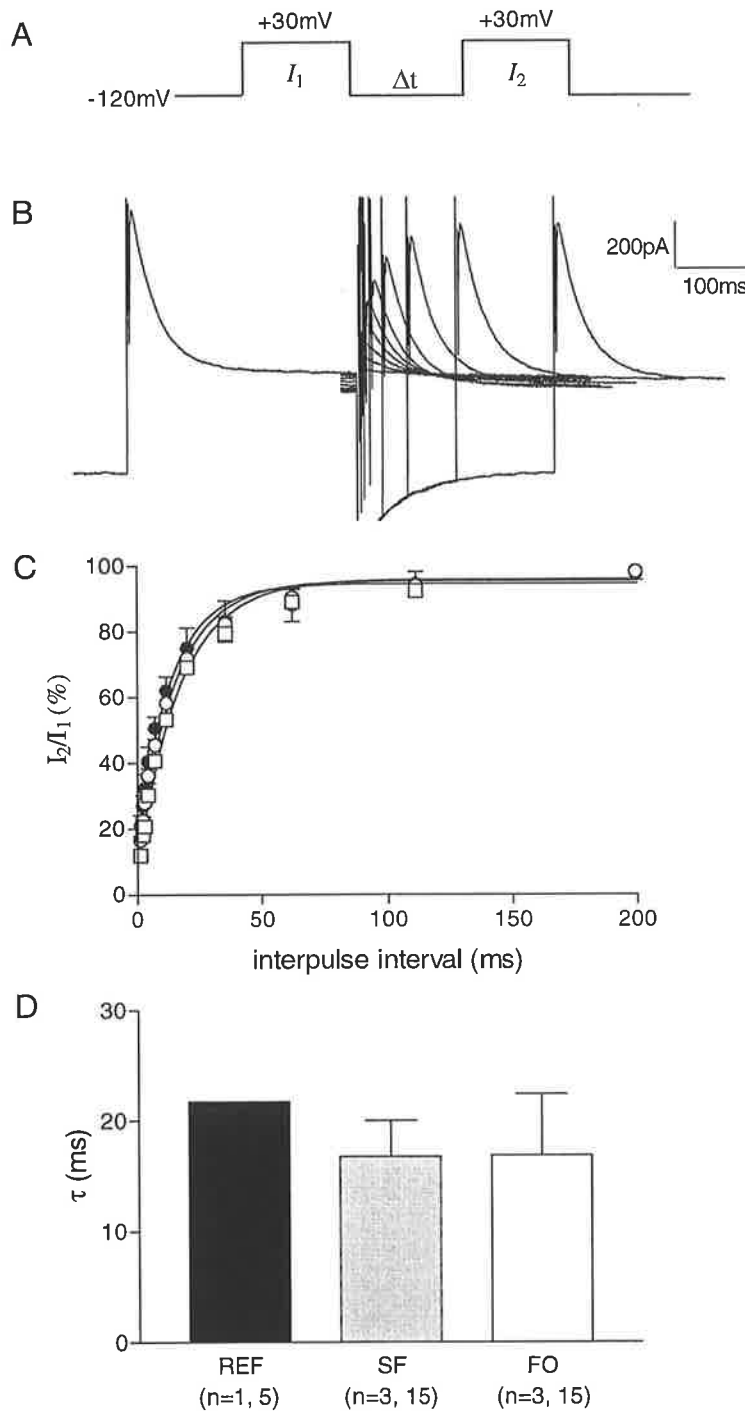 A
+30mV
+30mV
I₁
Δt
I₂
-120mV
B
200pA
100ms
C
100
80
60
40
20
0
I₂/I₁ (%)
0
50
100
150
200
interpulse interval (ms)
D
30
20
10
0
τ (ms)
REF
SF
FO
(n=1, 5)
(n=3, 15)
(n=3, 15)